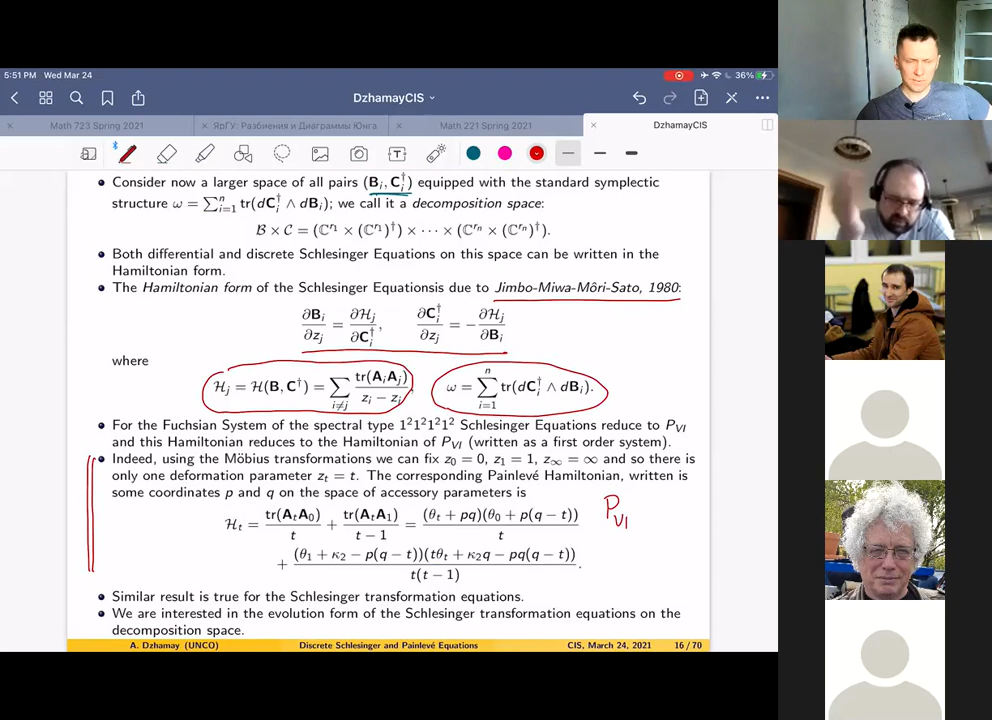 5:51 PM Wed Mar 24
36%
DzhamayCIS
Math 723 Spring 2021
ЯрГУ: Разбиения и Диаграммы Юнга
Math 221 Spring 2021
DzhamayCIS
• Consider now a larger space of all pairs (B_i, C_i^†) equipped with the standard symplectic
structure ω = ∑_{i=1}^n tr(dC_i^† ∧ dB_i); we call it a decomposition space:
B × C = (ℂ^{r_1} × (ℂ^{r_1})^†) × ··· × (ℂ^{r_n} × (ℂ^{r_n})^†).
• Both differential and discrete Schlesinger Equations on this space can be written in the
Hamiltonian form.
• The Hamiltonian form of the Schlesinger Equationsis due to Jimbo-Miwa-Môri-Sato, 1980:
∂B_i/∂z_j = ∂H_j/∂C_i^†, ∂C_i^†/∂z_j = −∂H_j/∂B_i
where
H_j = H(B, C^†) = ∑_{i≠j} tr(A_i A_j)/(z_j − z_i), ω = ∑_{i=1}^n tr(dC_i^† ∧ dB_i).
• For the Fuchsian System of the spectral type 1²1²1²1² Schlesinger Equations reduce to P_VI
and this Hamiltonian reduces to the Hamiltonian of P_VI (written as a first order system).
• Indeed, using the Möbius transformations we can fix z_0 = 0, z_1 = 1, z_∞ = ∞ and so there is
only one deformation parameter z_t = t. The corresponding Painlevé Hamiltonian, written is
some coordinates p and q on the space of accessory parameters is
H_t = tr(A_t A_0)/t + tr(A_t A_1)/(t − 1) = (θ_t + pq)(θ_0 + p(q − t))/t
+ (θ_1 + κ_2 − p(q − t))(tθ_t + κ_2 q − pq(q − t))/t(t − 1).
P_VI
• Similar result is true for the Schlesinger transformation equations.
• We are interested in the evolution form of the Schlesinger transformation equations on the
decomposition space.
A. Dzhamay (UNCO) Discrete Schlesinger and Painlevé Equations CIS, March 24, 2021 16 / 70